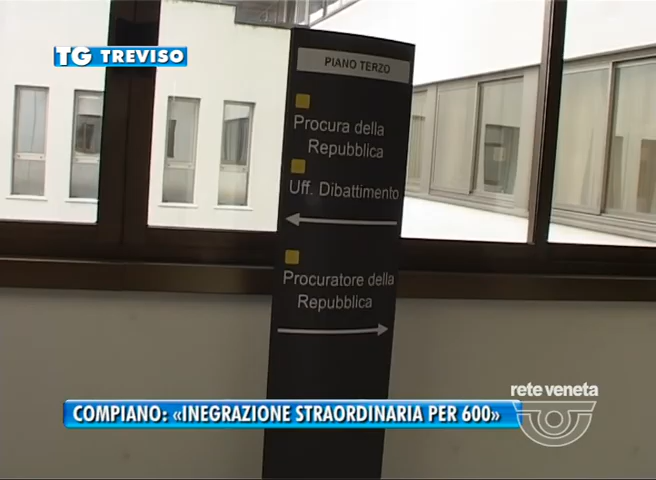 TG TREVISO
PIANO TERZO
Procura della
Repubblica
Uff. Dibattimento
Procuratore della
Repubblica
rete veneta
COMPIANO: «INEGRAZIONE STRAORDINARIA PER 600»